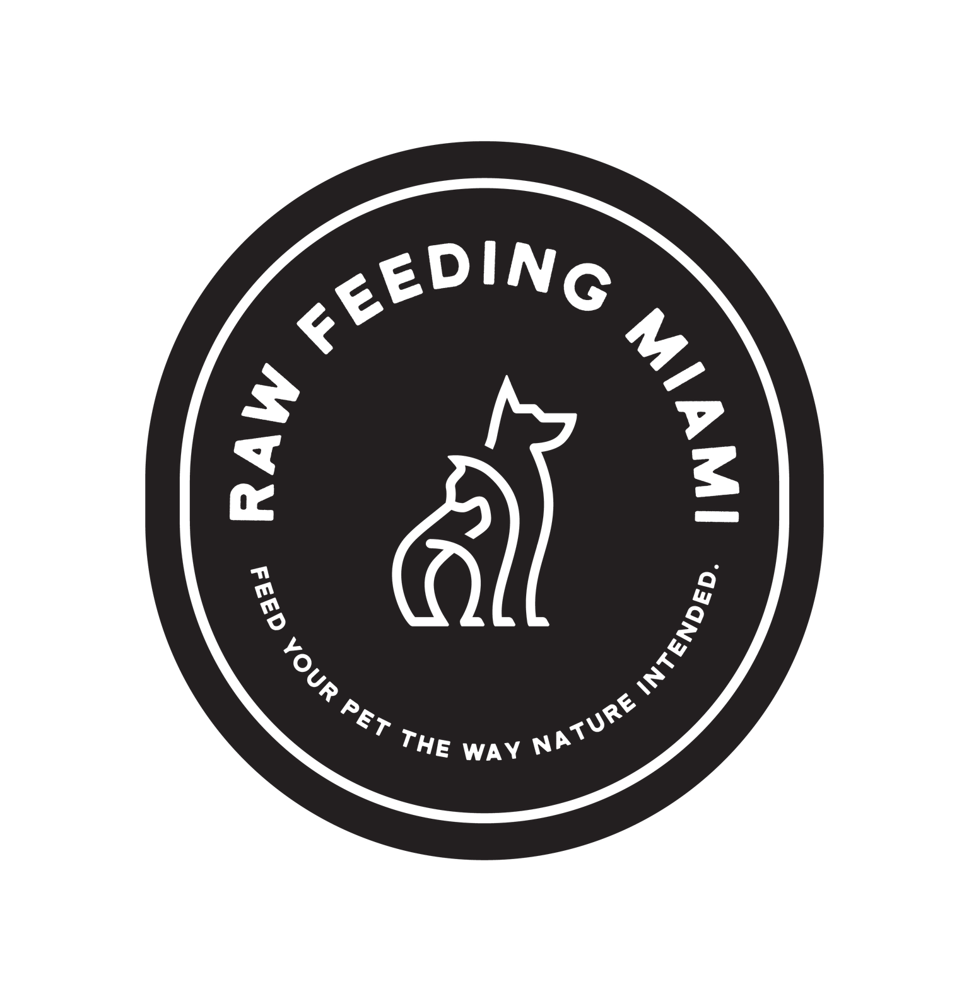 RAW FEEDING MIAMI
FEED YOUR PET THE WAY NATURE INTENDED.